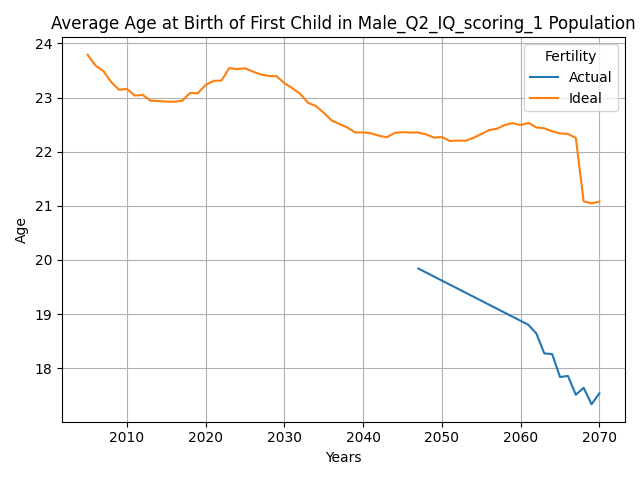 Average Age at Birth of First Child in Male_Q2_IQ_scoring_1 Population
Fertility
Actual
Ideal
Age
24
23
22
21
20
19
18
2010 2020 2030 2040 2050 2060 2070
Years